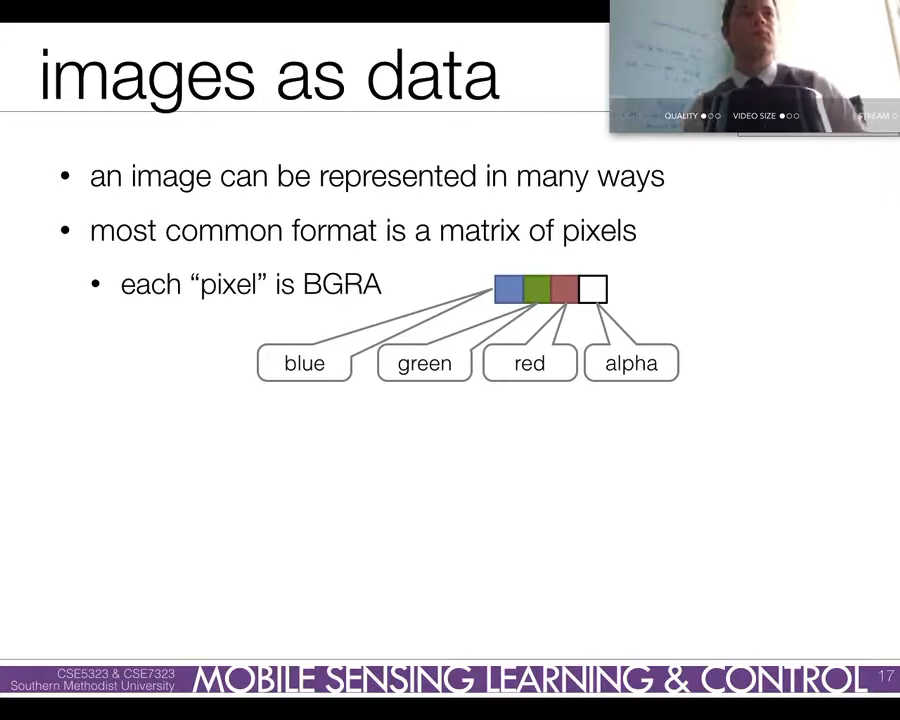 images as data
QUALITY
VIDEO SIZE
STREAM
• an image can be represented in many ways
• most common format is a matrix of pixels
• each “pixel” is BGRA
blue
green
red
alpha
CSE5323 & CSE7323
Southern Methodist University
MOBILE SENSING LEARNING & CONTROL
17